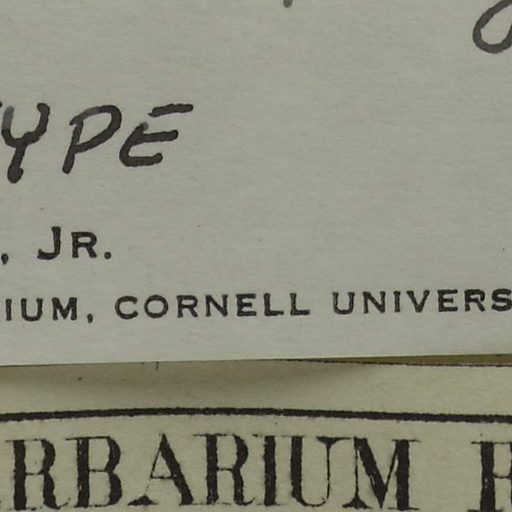 YPE
, JR.
IUM, CORNELL UNIVERS
RBARIUM